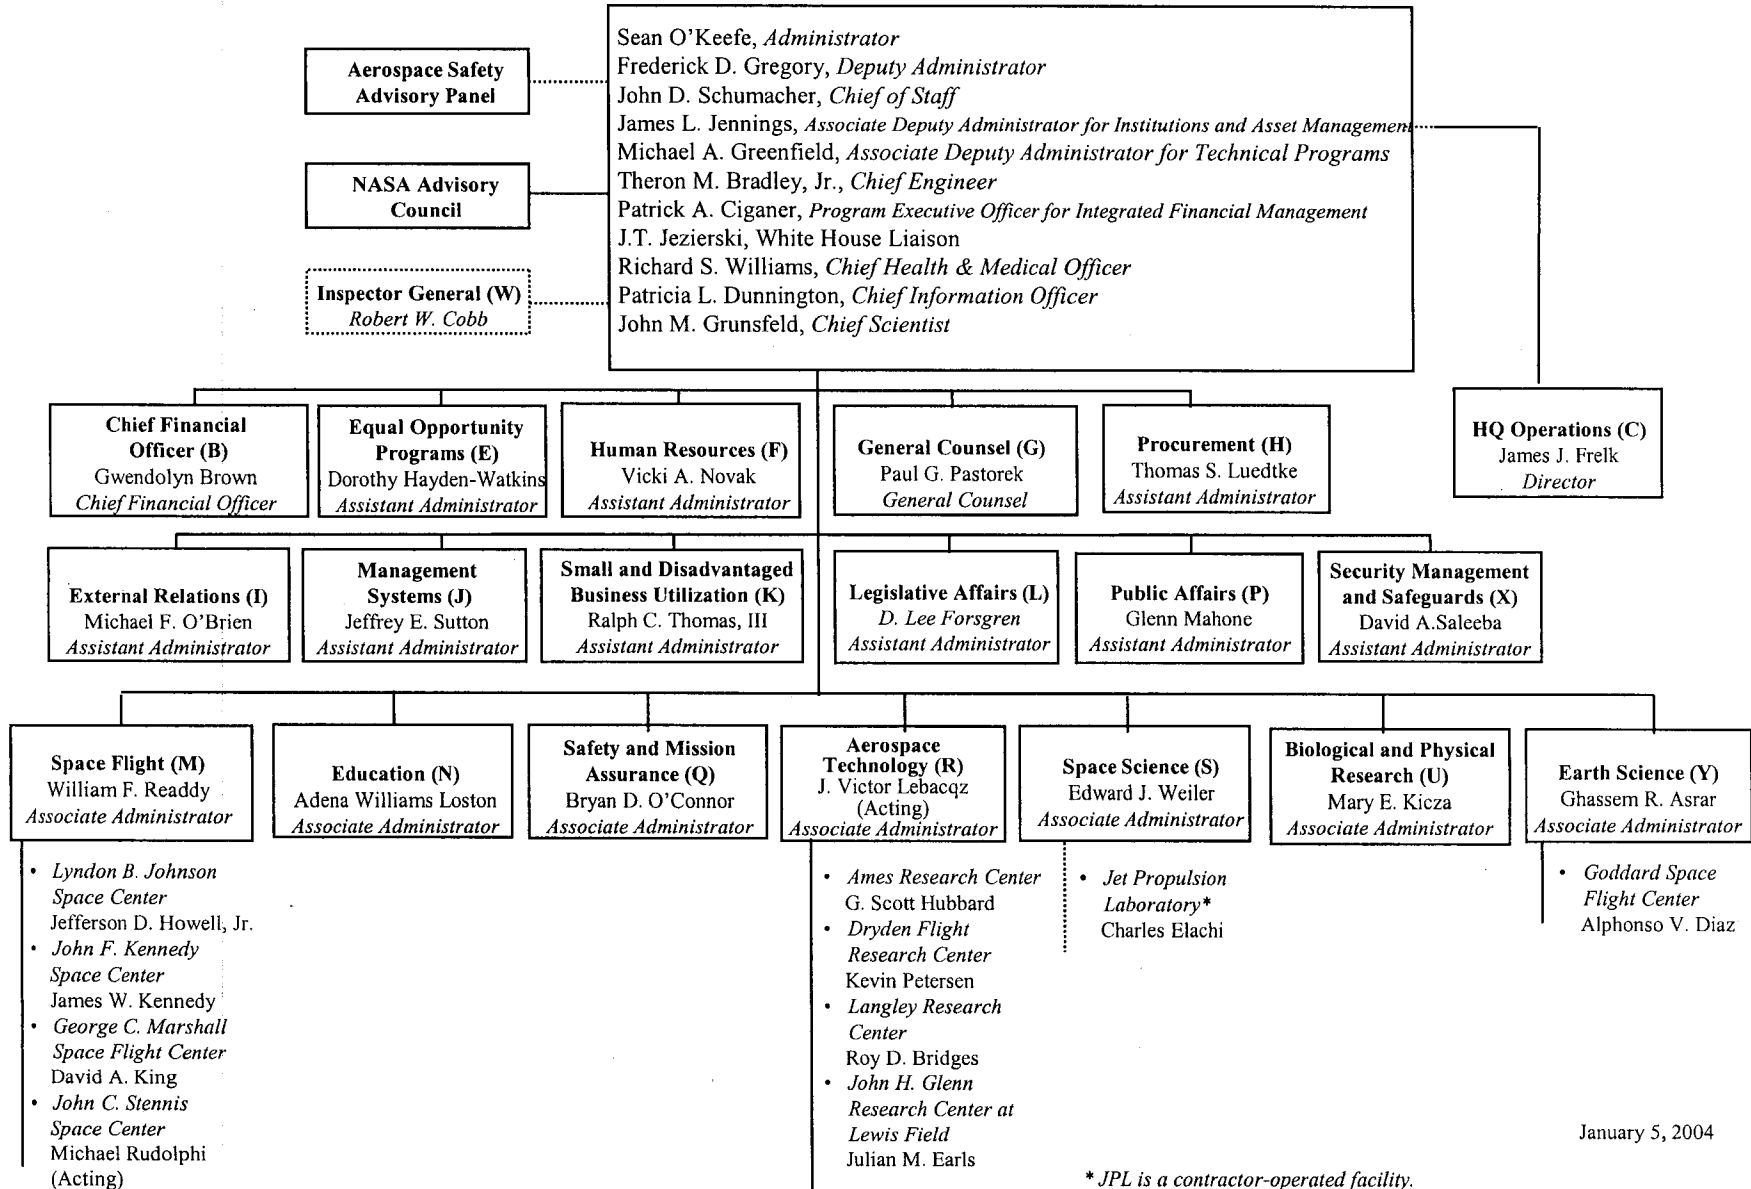 Sean O'Keefe, Administrator
Frederick D. Gregory, Deputy Administrator
John D. Schumacher, Chief of Staff
James L. Jennings, Associate Deputy Administrator for Institutions and Asset Management
Michael A. Greenfield, Associate Deputy Administrator for Technical Programs
Theron M. Bradley, Jr., Chief Engineer
Patrick A. Ciganer, Program Executive Officer for Integrated Financial Management
J.T. Jezierski, White House Liaison
Richard S. Williams, Chief Health & Medical Officer
Patricia L. Dunnington, Chief Information Officer
John M. Grunsfeld, Chief Scientist
Aerospace Safety
Advisory Panel
NASA Advisory
Council
Inspector General (W)
Robert W. Cobb
Chief Financial
Officer (B)
Gwendolyn Brown
Chief Financial Officer
Equal Opportunity
Programs (E)
Dorothy Hayden-Watkins
Assistant Administrator
Human Resources (F)
Vicki A. Novak
Assistant Administrator
General Counsel (G)
Paul G. Pastorek
General Counsel
Procurement (H)
Thomas S. Luedtke
Assistant Administrator
HQ Operations (C)
James J. Frelk
Director
External Relations (I)
Michael F. O'Brien
Assistant Administrator
Management
Systems (J)
Jeffrey E. Sutton
Assistant Administrator
Small and Disadvantaged
Business Utilization (K)
Ralph C. Thomas, III
Assistant Administrator
Legislative Affairs (L)
D. Lee Forsgren
Assistant Administrator
Public Affairs (P)
Glenn Mahone
Assistant Administrator
Security Management
and Safeguards (X)
David A.Saleeba
Assistant Administrator
Space Flight (M)
William F. Readdy
Associate Administrator
• Lyndon B. Johnson
Space Center
Jefferson D. Howell, Jr.
• John F. Kennedy
Space Center
James W. Kennedy
• George C. Marshall
Space Flight Center
David A. King
• John C. Stennis
Space Center
Michael Rudolphi
(Acting)
Education (N)
Adena Williams Loston
Associate Administrator
Safety and Mission
Assurance (Q)
Bryan D. O'Connor
Associate Administrator
Aerospace
Technology (R)
J. Victor Lebacqz
(Acting)
Associate Administrator
• Ames Research Center
G. Scott Hubbard
• Dryden Flight
Research Center
Kevin Petersen
• Langley Research
Center
Roy D. Bridges
• John H. Glenn
Research Center at
Lewis Field
Julian M. Earls
Space Science (S)
Edward J. Weiler
Associate Administrator
• Jet Propulsion
Laboratory*
Charles Elachi
Biological and Physical
Research (U)
Mary E. Kicza
Associate Administrator
Earth Science (Y)
Ghassem R. Asrar
Associate Administrator
• Goddard Space
Flight Center
Alphonso V. Diaz
January 5, 2004
* JPL is a contractor-operated facility.